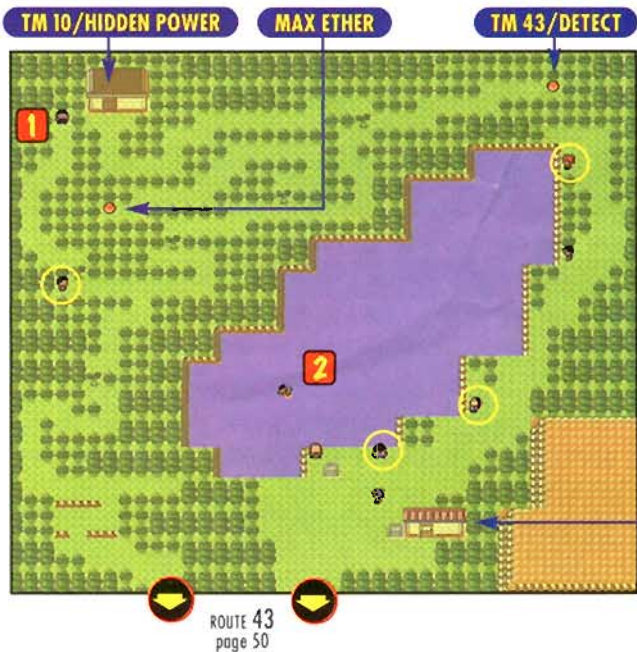 TM 10/HIDDEN POWER
MAX ETHER
TM 43/DETECT
1
2
ROUTE 43
page 50